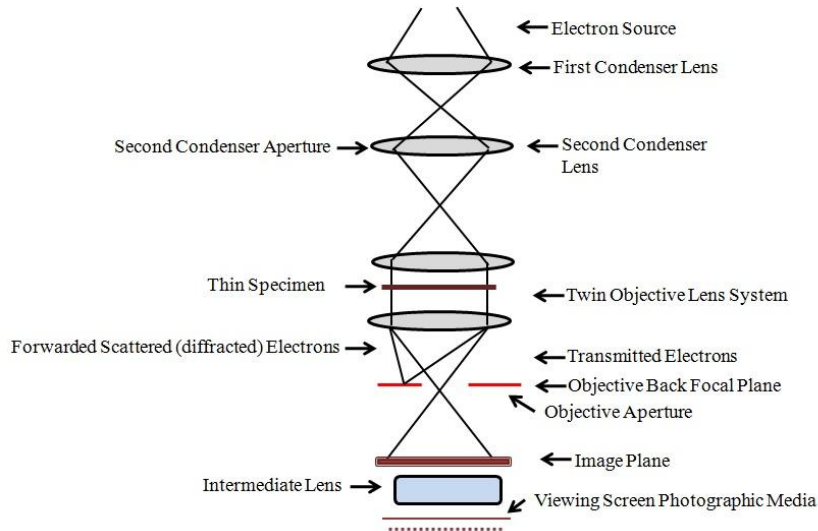 Electron Source
First Condenser Lens
Second Condenser Aperture
Second Condenser
Lens
Thin Specimen
Twin Objective Lens System
Forwarded Scattered (diffracted) Electrons
Transmitted Electrons
Objective Back Focal Plane
Objective Aperture
Image Plane
Intermediate Lens
Viewing Screen Photographic Media